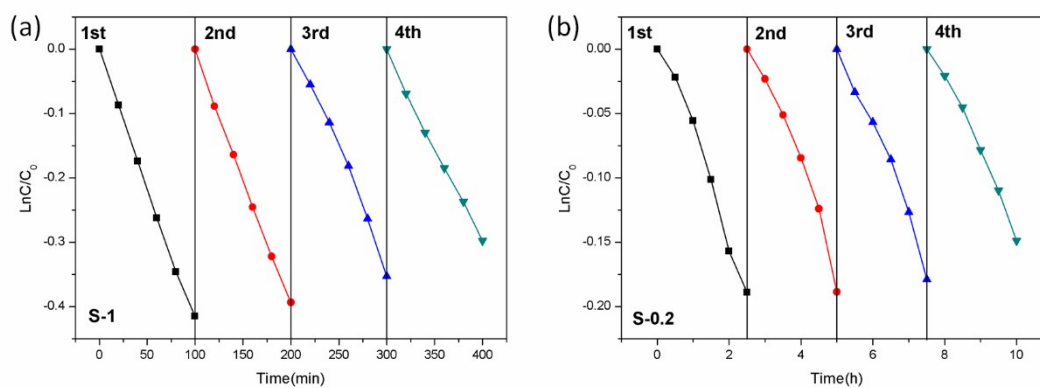 (a)
1st 2nd 3rd 4th
0.0
-0.1
-0.2
-0.3
-0.4
LnC/C0
S-1
0 50 100 150 200 250 300 350 400
Time(min)
(b)
1st 2nd 3rd 4th
0.00
-0.05
-0.10
-0.15
-0.20
LnC/C0
S-0.2
0 2 4 6 8 10
Time(h)